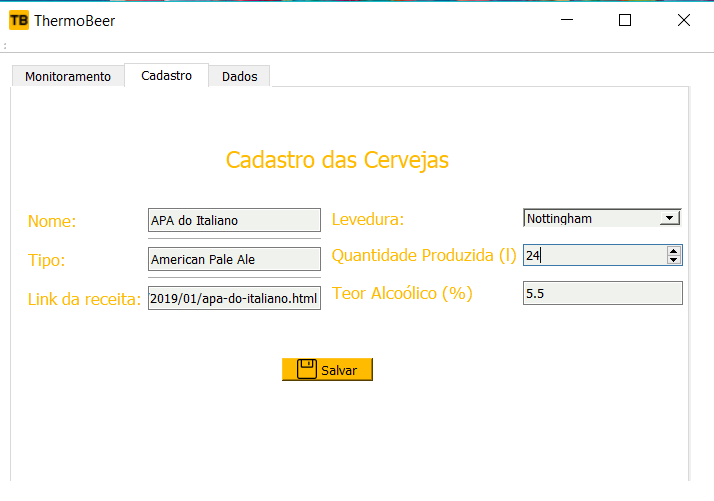 TB ThermoBeer
Monitoramento Cadastro Dados
Cadastro das Cervejas
Nome: APA do Italiano Levedura: Nottingham
Tipo: American Pale Ale Quantidade Produzida (l) 24
Link da receita: 2019/01/apa-do-italiano.html Teor Alcoólico (%) 5.5
Salvar